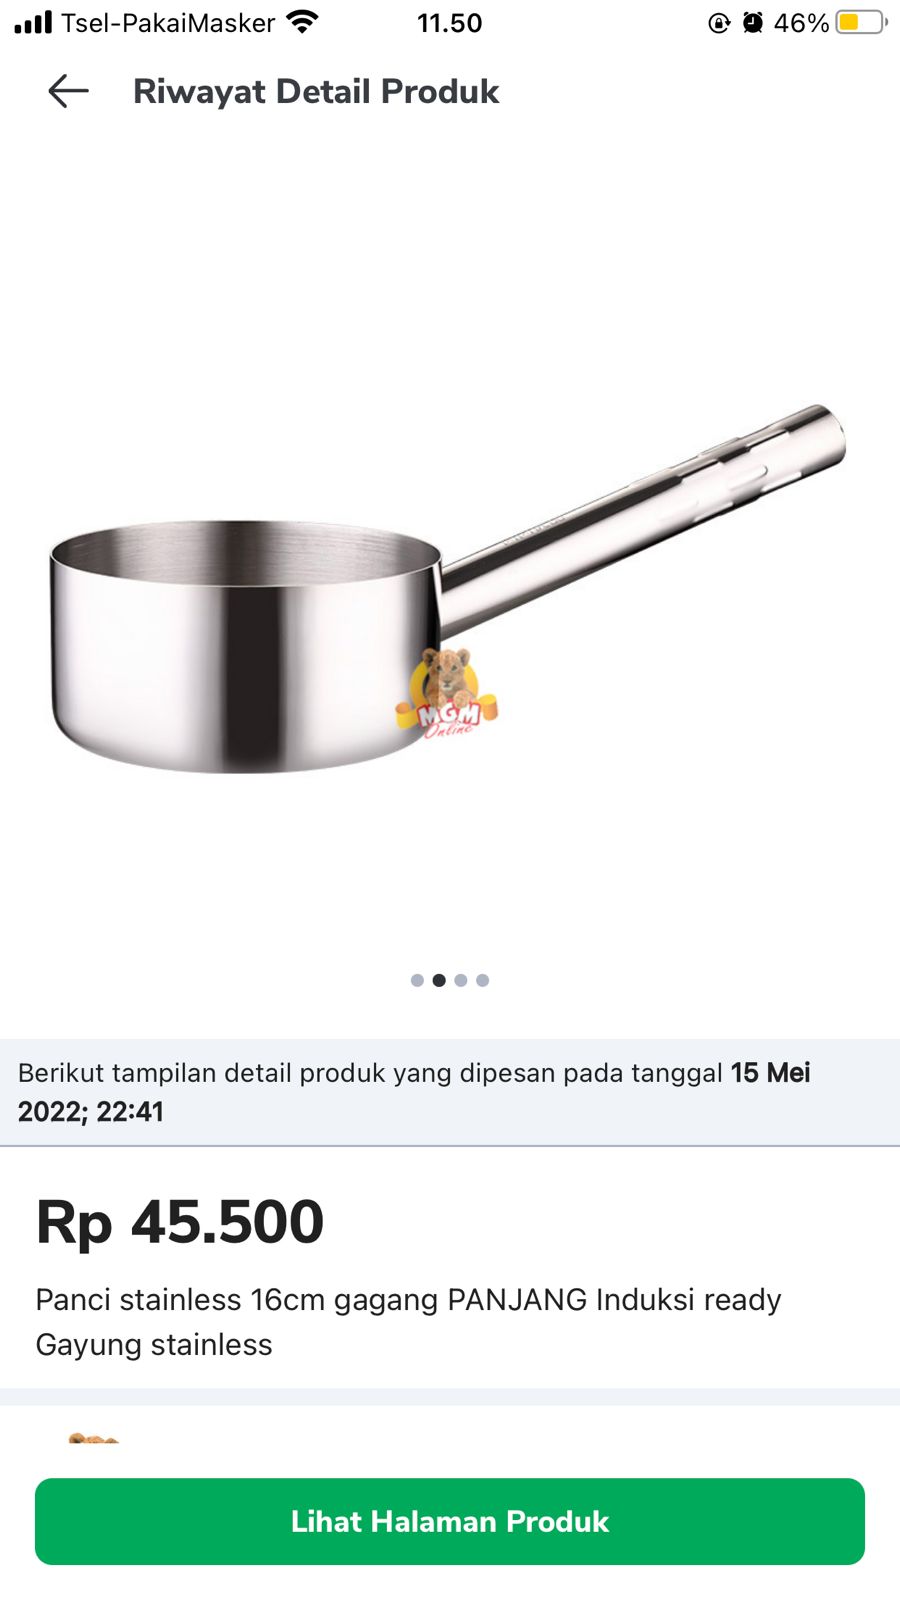 Tsel-PakaiMasker 11.50 46%
Riwayat Detail Produk
MGM
Online
Berikut tampilan detail produk yang dipesan pada tanggal 15 Mei
2022; 22:41
Rp 45.500
Panci stainless 16cm gagang PANJANG Induksi ready
Gayung stainless
Lihat Halaman Produk